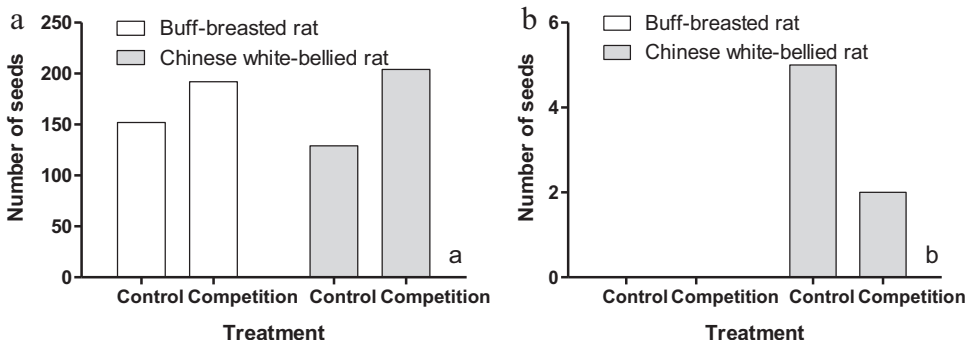 a
250
200
150
100
50
0
Number of seeds
Buff-breasted rat
Chinese white-bellied rat
a
Control Competition
Control Competition
Treatment
b
6
4
2
0
Number of seeds
Buff-breasted rat
Chinese white-bellied rat
b
Control Competition
Control Competition
Treatment